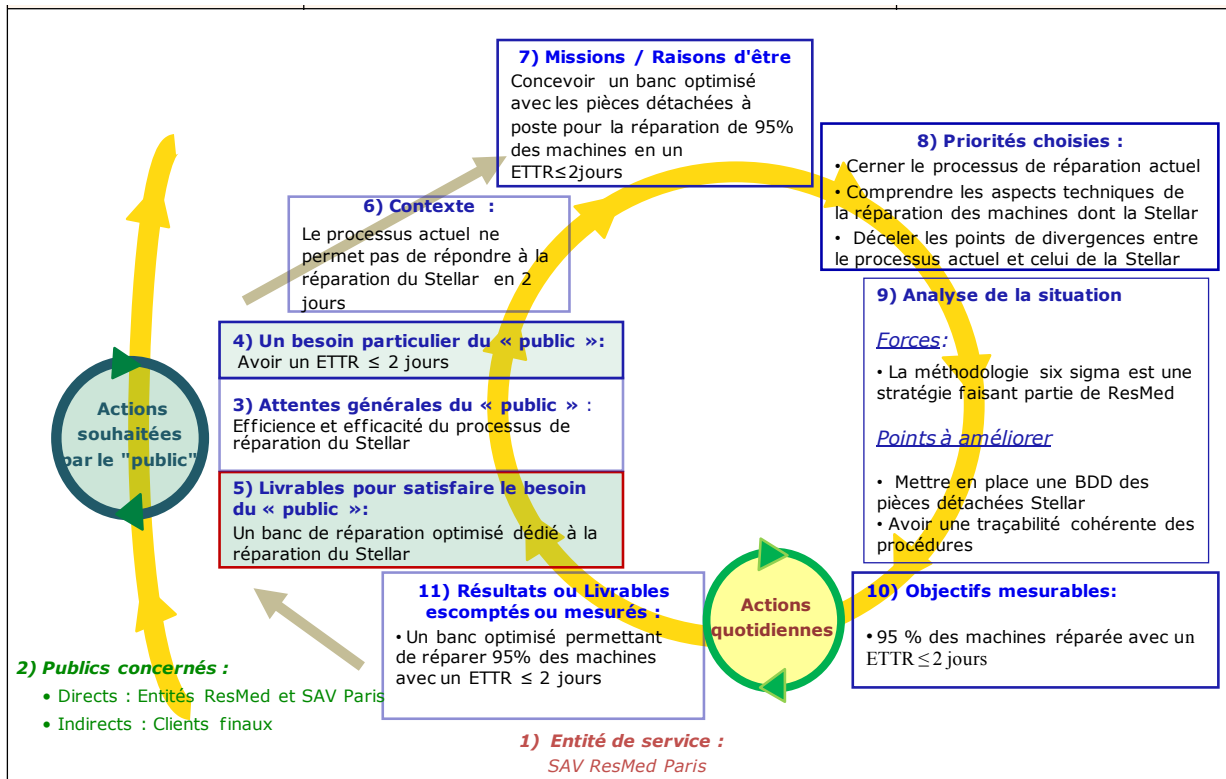 7) Missions / Raisons d'être
Concevoir un banc optimisé
avec les pièces détachées à
poste pour la réparation de 95%
des machines en un
ETTR≤2jours
8) Priorités choisies :
• Cerner le processus de réparation actuel
• Comprendre les aspects techniques de
la réparation des machines dont la Stellar
• Déceler les points de divergences entre
le processus actuel et celui de la Stellar
6) Contexte :
Le processus actuel ne
permet pas de répondre à la
réparation du Stellar en 2
jours
9) Analyse de la situation
Forces:
• La méthodologie six sigma est une
stratégie faisant partie de ResMed
Points à améliorer
• Mettre en place une BDD des
pièces détachées Stellar
• Avoir une traçabilité cohérente des
procédures
4) Un besoin particulier du « public »:
Avoir un ETTR ≤ 2 jours
3) Attentes générales du « public » :
Efficience et efficacité du processus de
réparation du Stellar
Actions
souhaitées
par le "public"
5) Livrables pour satisfaire le besoin
du « public »:
Un banc de réparation optimisé dédié à la
réparation du Stellar
11) Résultats ou Livrables
escomptés ou mesurés :
• Un banc optimisé permettant
de réparer 95% des machines
avec un ETTR ≤ 2 jours
Actions
quotidiennes
10) Objectifs mesurables:
• 95 % des machines réparée avec un
ETTR ≤ 2 jours
2) Publics concernés :
• Directs : Entités ResMed et SAV Paris
• Indirects : Clients finaux
1) Entité de service :
SAV ResMed Paris